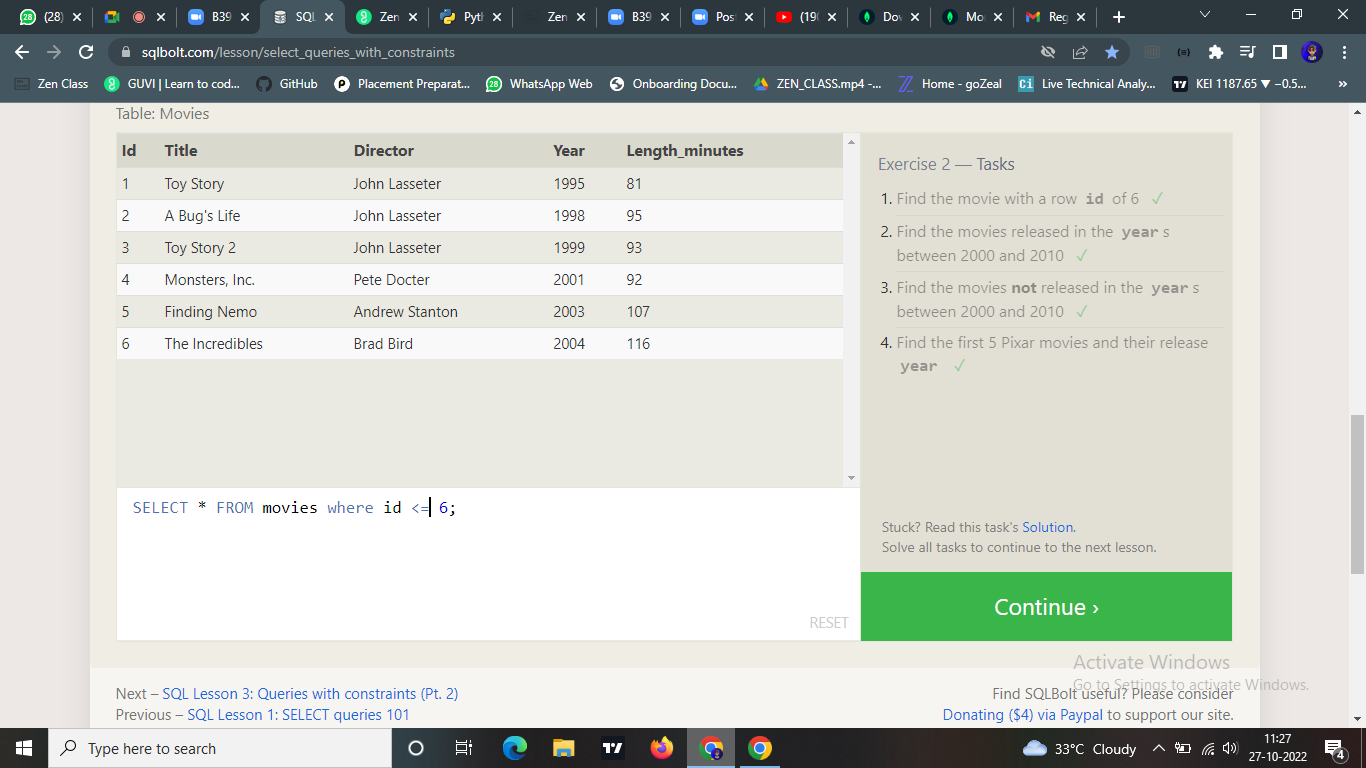 (28)
B39
SQL
Zen
Pyt
Zen
B39
Post
(190
Dov
Mo
Reg
sqlbolt.com/lesson/select_queries_with_constraints
Zen Class
GUVI | Learn to cod...
GitHub
Placement Preparat...
28
WhatsApp Web
Onboarding Docu...
ZEN_CLASS.mp4 -...
Home - goZeal
Ci
Live Technical Analy...
KEI 1187.65 ▼ −0.5...
»
Table: Movies
Id Title Director Year Length_minutes
1 Toy Story John Lasseter 1995 81
2 A Bug's Life John Lasseter 1998 95
3 Toy Story 2 John Lasseter 1999 93
4 Monsters, Inc. Pete Docter 2001 92
5 Finding Nemo Andrew Stanton 2003 107
6 The Incredibles Brad Bird 2004 116
SELECT * FROM movies where id <= 6;
RESET
Exercise 2 — Tasks
1. Find the movie with a row id of 6 ✓
2. Find the movies released in the year s
between 2000 and 2010 ✓
3. Find the movies not released in the year s
between 2000 and 2010 ✓
4. Find the first 5 Pixar movies and their release
year ✓
Stuck? Read this task's Solution.
Solve all tasks to continue to the next lesson.
Continue ›
Activate Windows
Go to Settings to activate Windows.
Next – SQL Lesson 3: Queries with constraints (Pt. 2)
Previous – SQL Lesson 1: SELECT queries 101
Find SQLBolt useful? Please consider
Donating ($4) via Paypal to support our site.
Type here to search
33°C Cloudy
11:27
27-10-2022
4